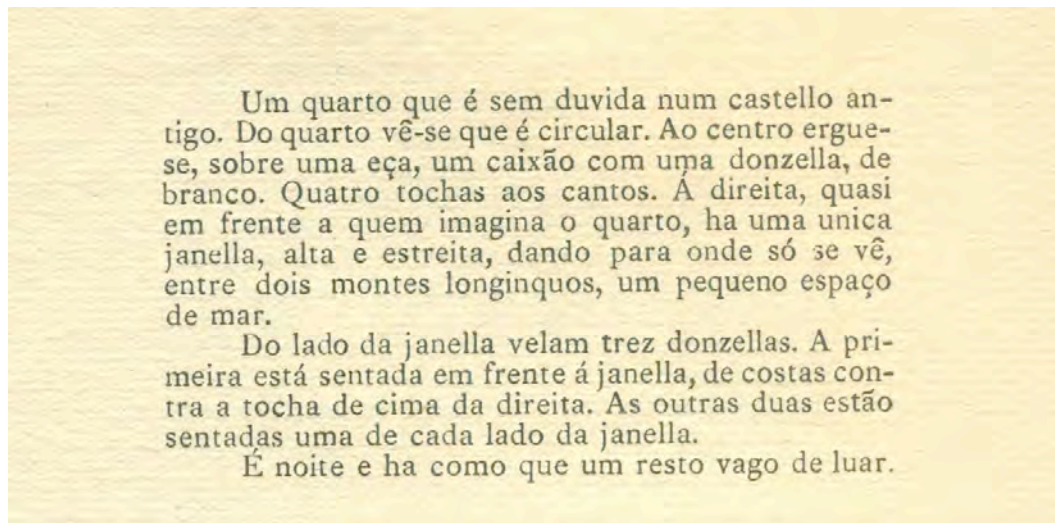 Um quarto que é sem duvida num castello an-
tigo. Do quarto vê-se que é circular. Ao centro ergue-
se, sobre uma eça, um caixão com uma donzella, de
branco. Quatro tochas aos cantos. Á direita, quasi
em frente a quem imagina o quarto, ha uma unica
janella, alta e estreita, dando para onde só se vê,
entre dois montes longinquos, um pequeno espaço
de mar.
Do lado da janella velam trez donzellas. A pri-
meira está sentada em frente á janella, de costas con-
tra a tocha de cima da direita. As outras duas estão
sentadas uma de cada lado da janella.
É noite e ha como que um resto vago de luar.